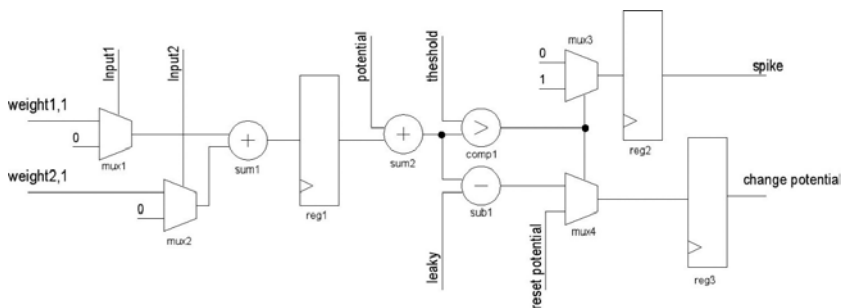 Input1
Input2
potential
theshold
mux3
0
1
spike
weight1,1
0
mux1
sum1
sum2
comp1
reg2
weight2,1
0
mux2
reg1
sub1
mux4
change potential
leaky
reset potential
reg3